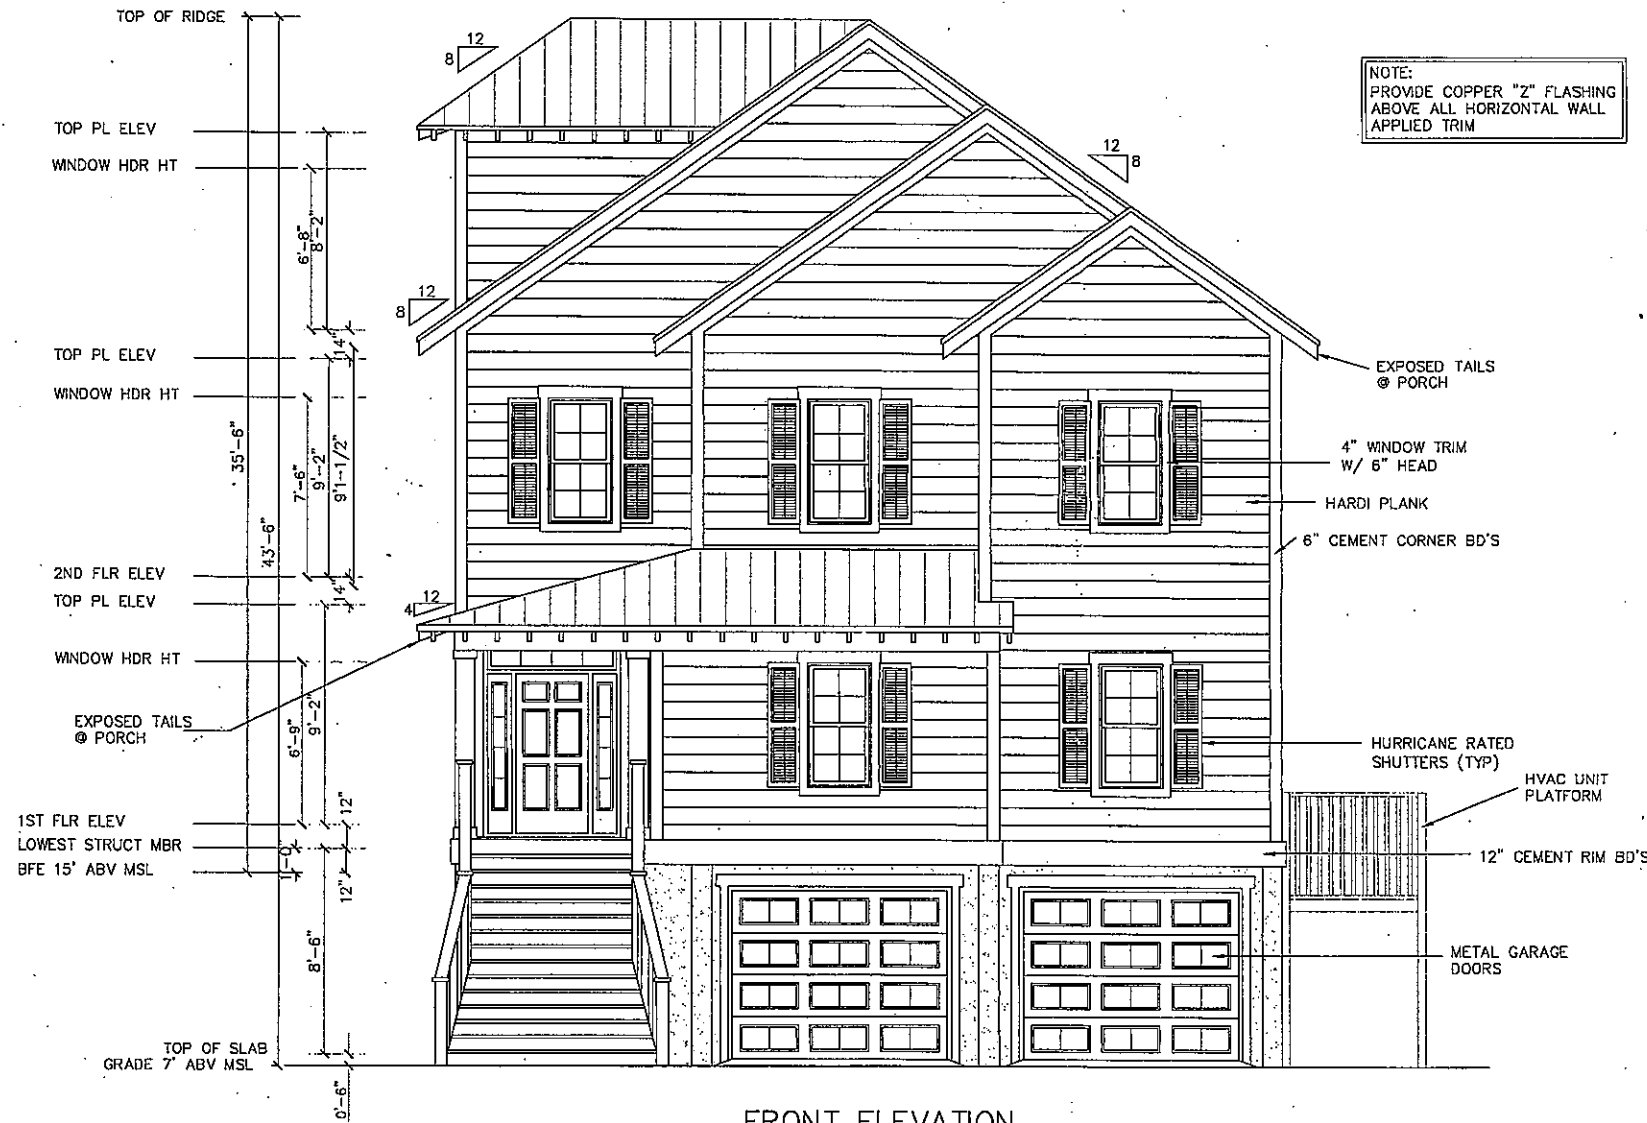 TOP OF RIDGE
12
8
NOTE:
PROVIDE COPPER "Z" FLASHING
ABOVE ALL HORIZONTAL WALL
APPLIED TRIM
TOP PL ELEV
WINDOW HDR HT
12
8
6'-8"
8'-2"
12
8
14"
TOP PL ELEV
WINDOW HDR HT
EXPOSED TAILS
@ PORCH
35'-6"
43'-6"
7'-6"
9'-2"
9'1-1/2"
4" WINDOW TRIM
W/ 6" HEAD
HARDI PLANK
6" CEMENT CORNER BD'S
2ND FLR ELEV
TOP PL ELEV
14"
12
4
WINDOW HDR HT
EXPOSED TAILS
@ PORCH
6'-9"
9'-2"
HURRICANE RATED
SHUTTERS (TYP)
HVAC UNIT
PLATFORM
1ST FLR ELEV
LOWEST STRUCT MBR
BFE 15' ABV MSL
12"
1'-0"
12"
12" CEMENT RIM BD'S
8'-6"
METAL GARAGE
DOORS
TOP OF SLAB
GRADE 7' ABV MSL
0'-6"
FRONT ELEVATION